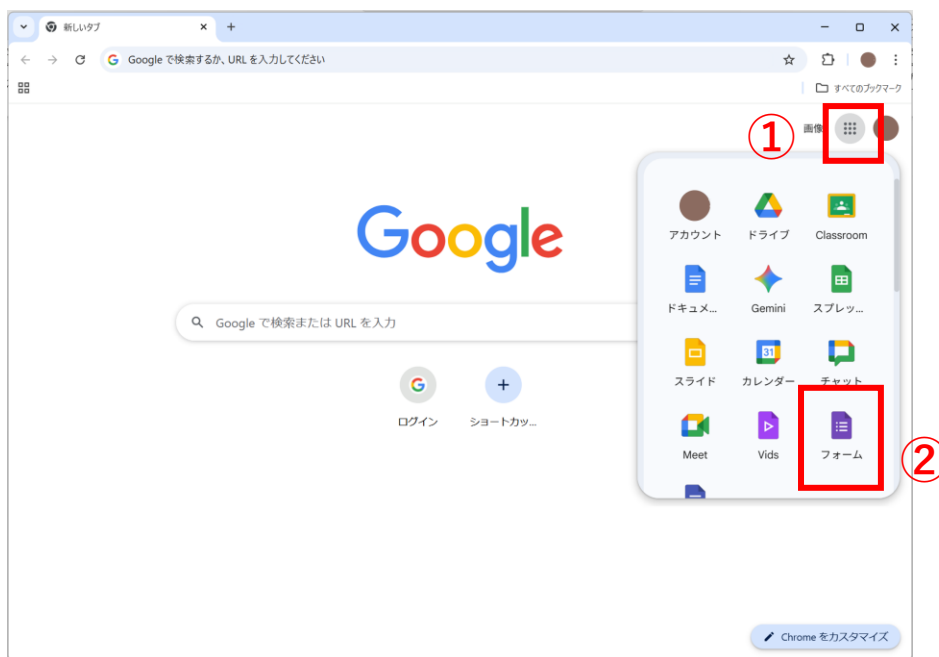 新しいタブ
Google で検索するか、URL を入力してください
すべてのブックマーク
①
画像
Google
アカウント
ドライブ
Classroom
ドキュメ...
Gemini
スプレッ...
Google で検索または URL を入力
31
スライド
カレンダー
チャット
ログイン
ショートカッ...
Meet
Vids
フォーム
②
Chrome をカスタマイズ